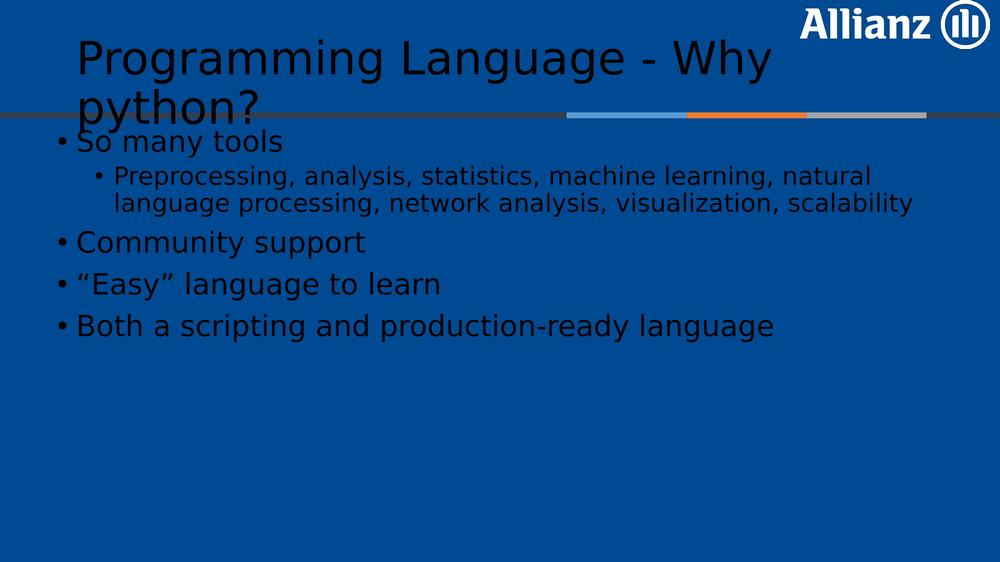 Allianz
Programming Language - Why
python?
• So many tools
• Preprocessing, analysis, statistics, machine learning, natural
language processing, network analysis, visualization, scalability
• Community support
• “Easy” language to learn
• Both a scripting and production-ready language